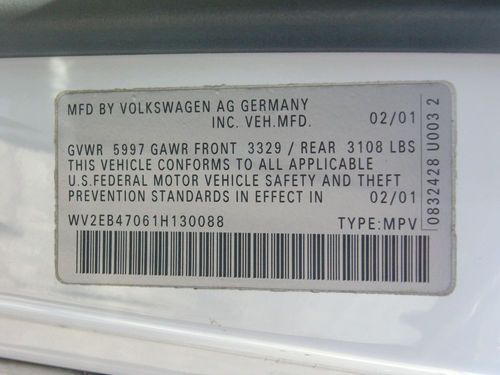 MFD BY VOLKSWAGEN AG GERMANY
INC. VEH.MFD. 02/01
GVWR 5997 GAWR FRONT 3329 / REAR 3108 LBS
THIS VEHICLE CONFORMS TO ALL APPLICABLE
U.S.FEDERAL MOTOR VEHICLE SAFETY AND THEFT
PREVENTION STANDARDS IN EFFECT IN 02/01
WV2EB47061H130088 TYPE:MPV
0832428 U003 2